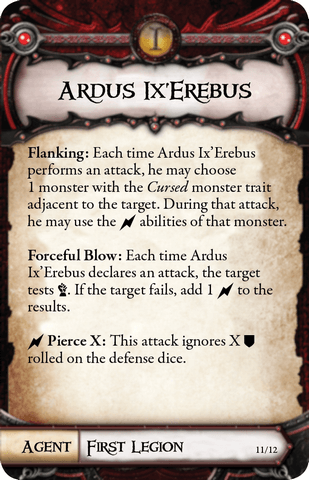 I
Ardus Ix'Erebus
Flanking: Each time Ardus Ix'Erebus
performs an attack, he may choose
1 monster with the Cursed monster trait
adjacent to the target. During that attack,
he may use the abilities of that monster.
Forceful Blow: Each time Ardus
Ix'Erebus declares an attack, the target
tests . If the target fails, add 1 to the
results.
Pierce X: This attack ignores X
rolled on the defense dice.
Agent First Legion 11/12